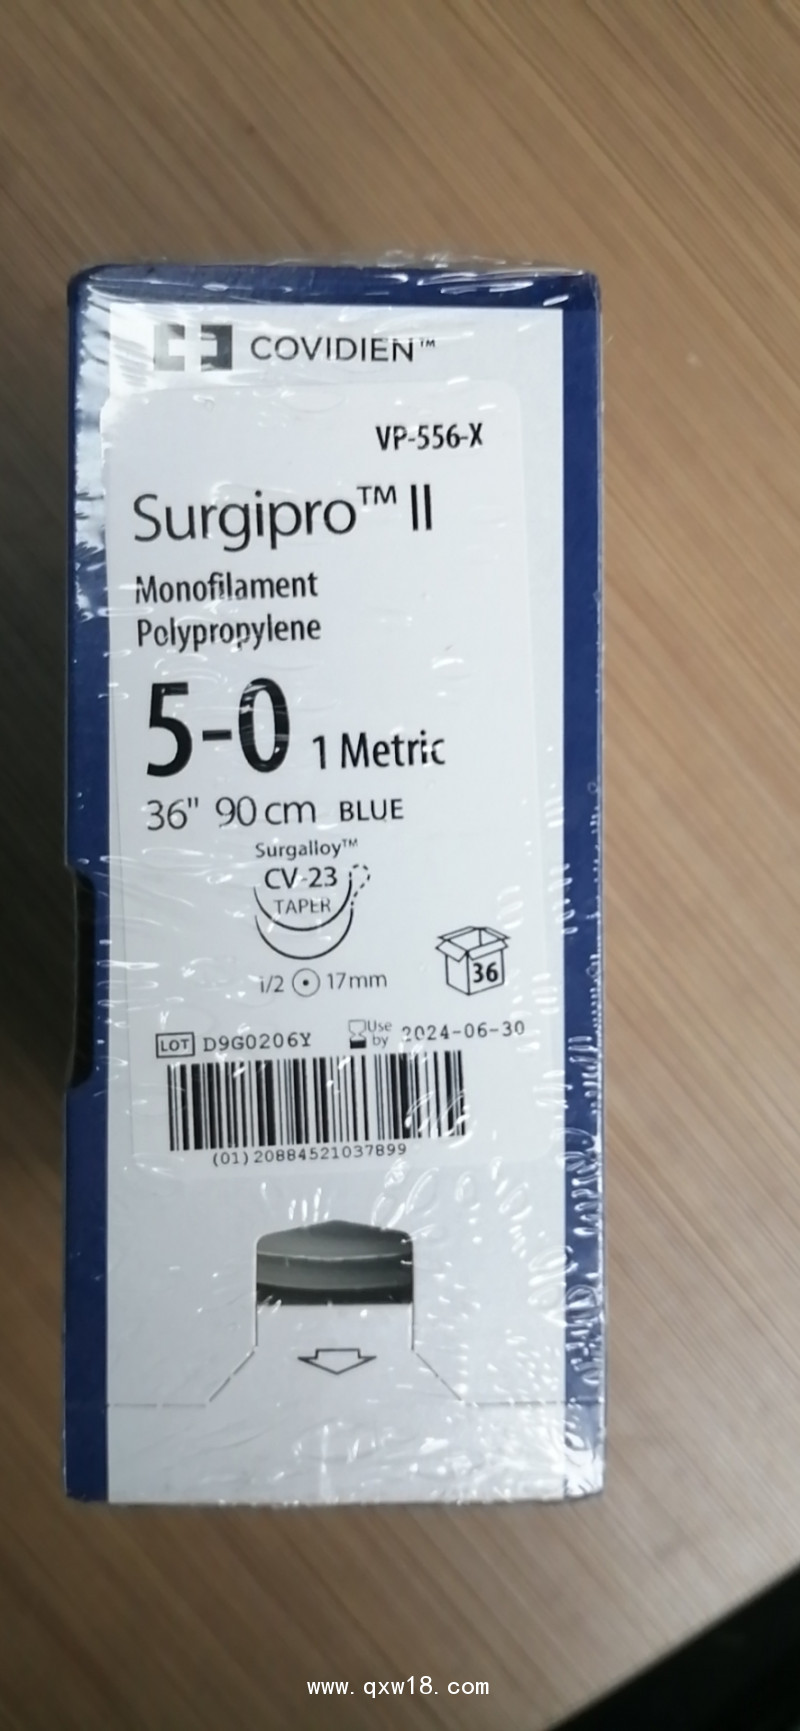 COVIDIEN™
VP-556-X
Surgipro™ II
Monofilament
Polypropylene
5-0 1 Metric
36" 90 cm BLUE
Surgalloy™
CV-23
TAPER
1/2 17mm
36
LOT D9G0206Y Use by 2024-06-30
(01)20884521037899
www.qxw18.com